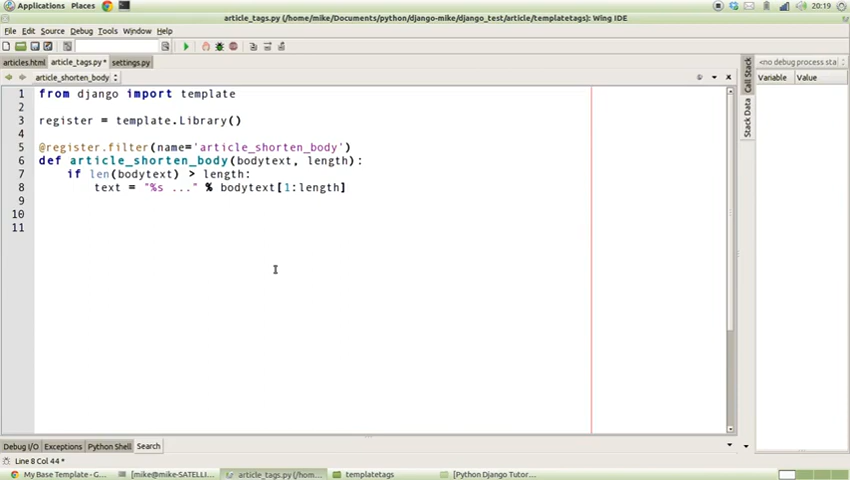 Applications Places 20:19
article_tags.py (/home/mike/Documents/python/django-mike/django_test/article/templatetags): Wing IDE
File Edit Source Debug Tools Window Help
articles.html article_tags.py * settings.py
article_shorten_body
<no debug process sta
Variable Value
Call Stack
Stack Data
1 from django import template
2
3 register = template.Library()
4
5 @register.filter(name='article_shorten_body')
6 def article_shorten_body(bodytext, length):
7 if len(bodytext) > length:
8 text = "%s ..." % bodytext[1:length]
9
10
11
Debug I/O Exceptions Python Shell Search
Line 8 Col 44 *
My Base Template - G... [mike@mike-SATELLI... article_tags.py (/hom... templatetags [Python Django Tutor...